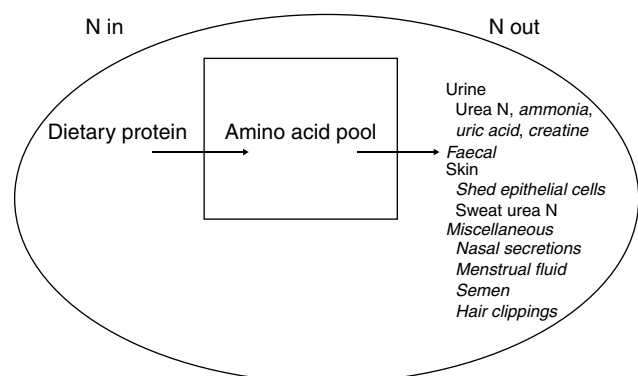 N in
N out
Dietary protein
Amino acid pool
Urine
Urea N, ammonia,
uric acid, creatine
Faecal
Skin
Shed epithelial cells
Sweat urea N
Miscellaneous
Nasal secretions
Menstrual fluid
Semen
Hair clippings